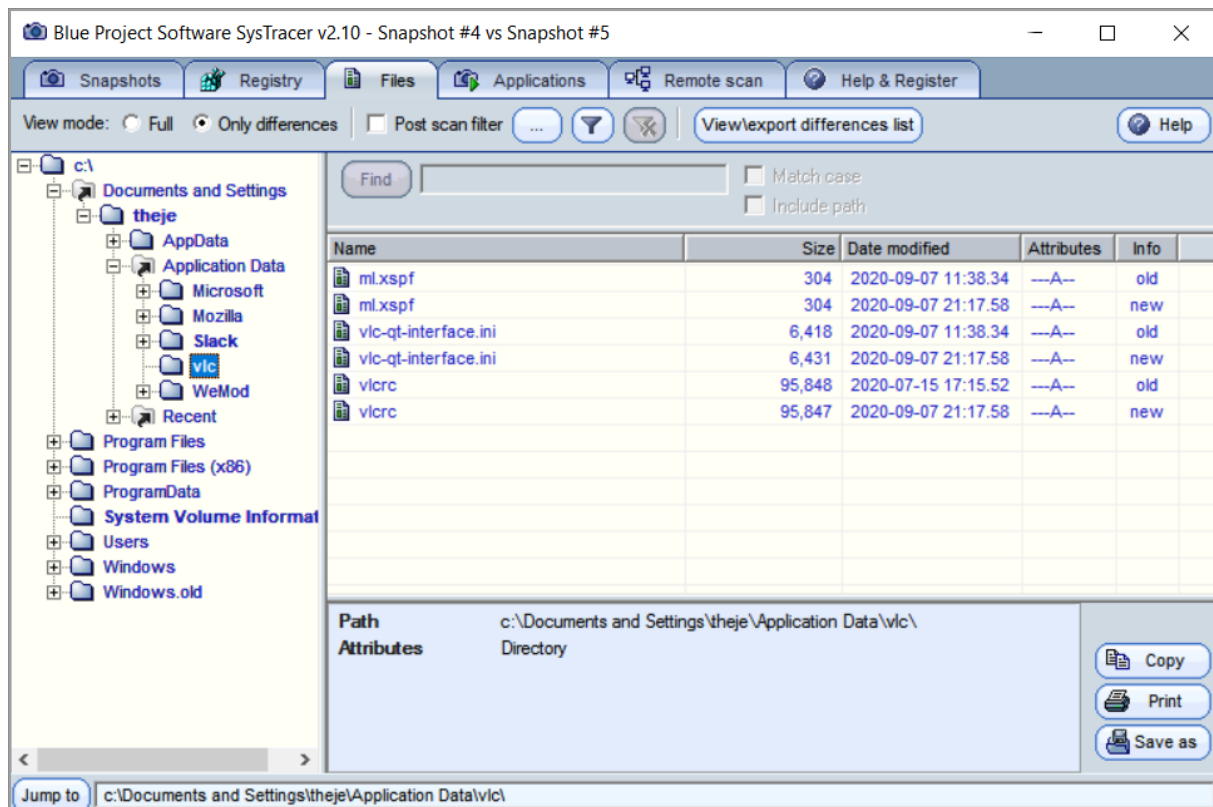 Blue Project Software SysTracer v2.10 - Snapshot #4 vs Snapshot #5
Snapshots Registry Files Applications Remote scan Help & Register
View mode: Full Only differences Post scan filter ... View\export differences list Help
c:\
Documents and Settings
theje
AppData
Application Data
Microsoft
Mozilla
Slack
vlc
WeMod
Recent
Program Files
Program Files (x86)
ProgramData
System Volume Informat
Users
Windows
Windows.old
Find Match case
Include path
Name Size Date modified Attributes Info
ml.xspf 304 2020-09-07 11:38.34 ---A-- old
ml.xspf 304 2020-09-07 21:17.58 ---A-- new
vlc-qt-interface.ini 6,418 2020-09-07 11:38.34 ---A-- old
vlc-qt-interface.ini 6,431 2020-09-07 21:17.58 ---A-- new
vlcrc 95,848 2020-07-15 17:15.52 ---A-- old
vlcrc 95,847 2020-09-07 21:17.58 ---A-- new
Path c:\Documents and Settings\theje\Application Data\vlc\
Attributes Directory
Copy
Print
Save as
Jump to c:\Documents and Settings\theje\Application Data\vlc\